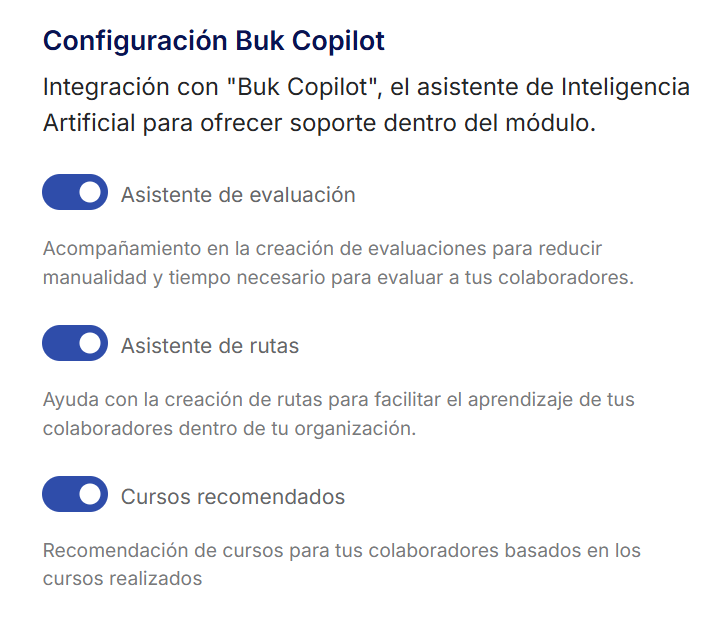 Configuración Buk Copilot
Integración con "Buk Copilot", el asistente de Inteligencia
Artificial para ofrecer soporte dentro del módulo.
Asistente de evaluación
Acompañamiento en la creación de evaluaciones para reducir
manualidad y tiempo necesario para evaluar a tus colaboradores.
Asistente de rutas
Ayuda con la creación de rutas para facilitar el aprendizaje de tus
colaboradores dentro de tu organización.
Cursos recomendados
Recomendación de cursos para tus colaboradores basados en los
cursos realizados